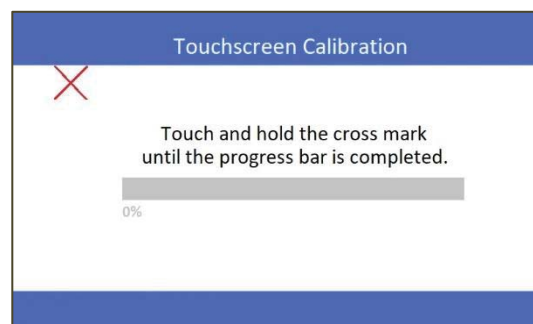 Touchscreen Calibration
Touch and hold the cross mark
until the progress bar is completed.
0%